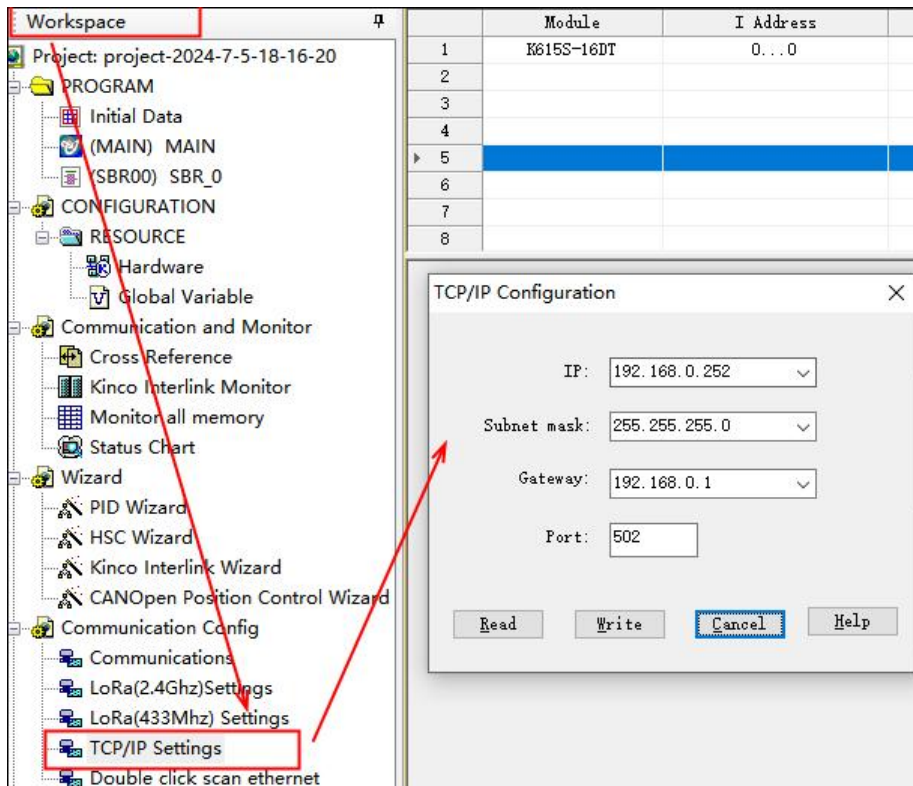 Workspace
Project: project-2024-7-5-18-16-20
PROGRAM
Initial Data
(MAIN) MAIN
(SBR00) SBR_0
CONFIGURATION
RESOURCE
Hardware
Global Variable
Communication and Monitor
Cross Reference
Kinco Interlink Monitor
Monitor all memory
Status Chart
Wizard
PID Wizard
HSC Wizard
Kinco Interlink Wizard
CANOpen Position Control Wizard
Communication Config
Communications
LoRa(2.4Ghz)Settings
LoRa(433Mhz) Settings
TCP/IP Settings
Double click scan ethernet
Module I Address
1 K615S-16DT 0...0
2
3
4
5
6
7
8
TCP/IP Configuration
IP: 192.168.0.252
Subnet mask: 255.255.255.0
Gateway: 192.168.0.1
Port: 502
Read Write Cancel Help